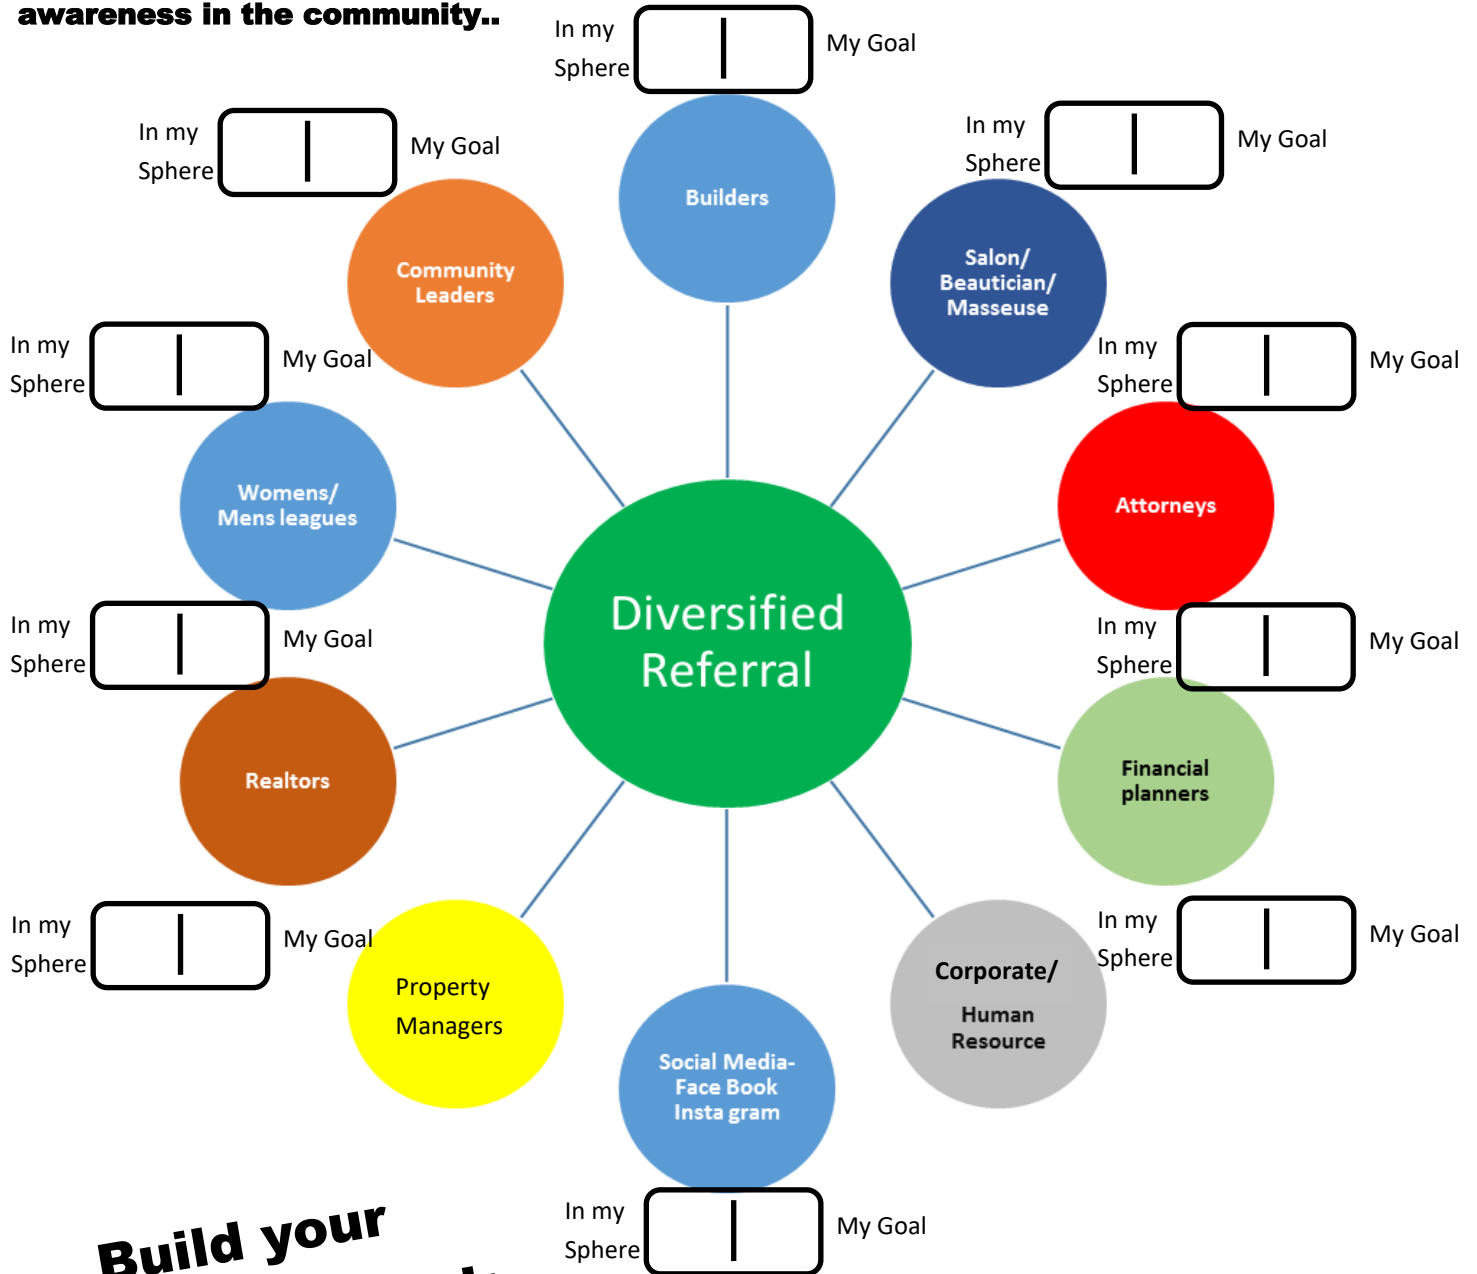 awareness in the community..
In my
Sphere
My Goal
Builders
In my
Sphere
My Goal
Community
Leaders
In my
Sphere
My Goal
Salon/
Beautician/
Masseuse
In my
Sphere
My Goal
Womens/
Mens leagues
In my
Sphere
My Goal
Attorneys
Diversified
Referral
In my
Sphere
My Goal
Realtors
In my
Sphere
My Goal
Financial
planners
In my
Sphere
My Goal
Property
Managers
In my
Sphere
My Goal
Corporate/
Human
Resource
Social Media-
Face Book
Insta gram
In my
Sphere
My Goal
Build your